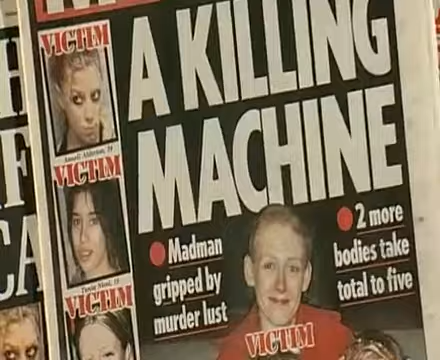 VICTIM
A KILLING
MACHINE
VICTIM
VICTIM
Madman
gripped by
murder lust
2 more
bodies take
total to five
VICTIM